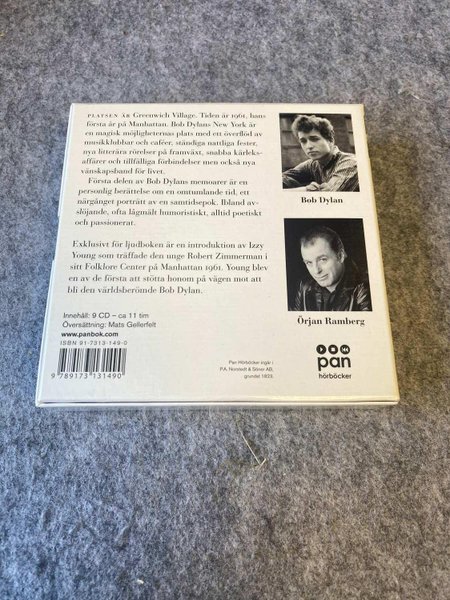 PLATSEN ÄR Greenwich Village. Tiden är 1961, hans
första år på Manhattan. Bob Dylans New York är
en magisk möjligheternas plats med ett överflöd av
musikklubbar och caféer, ständiga nattliga fester,
nya litterära rörelser på framväxt, snabba kärleks-
affärer och tillfälliga förbindelser men också nya
vänskapsband för livet.
Första delen av Bob Dylans memoarer är en
personlig berättelse om en omtumlande tid, ett
närgånget porträtt av en samtidsepok. Ibland av-
slöjande, ofta lågmält humoristiskt, alltid poetiskt
och passionerat.
Exklusivt för ljudboken är en introduktion av Izzy
Young som träffade den unge Robert Zimmerman i
sitt Folklore Center på Manhattan 1961. Young blev
en av de första att stötta honom på vägen mot att
bli den världsberömde Bob Dylan.
Bob Dylan
Örjan Ramberg
Innehåll: 9 CD – ca 11 tim
Översättning: Mats Gellerfelt
www.panbok.com
ISBN 91-7313-149-0
9 789173 131490
Pan Hörböcker ingår i
P.A. Norstedt & Söner AB,
grundat 1823.
pan
hörböcker